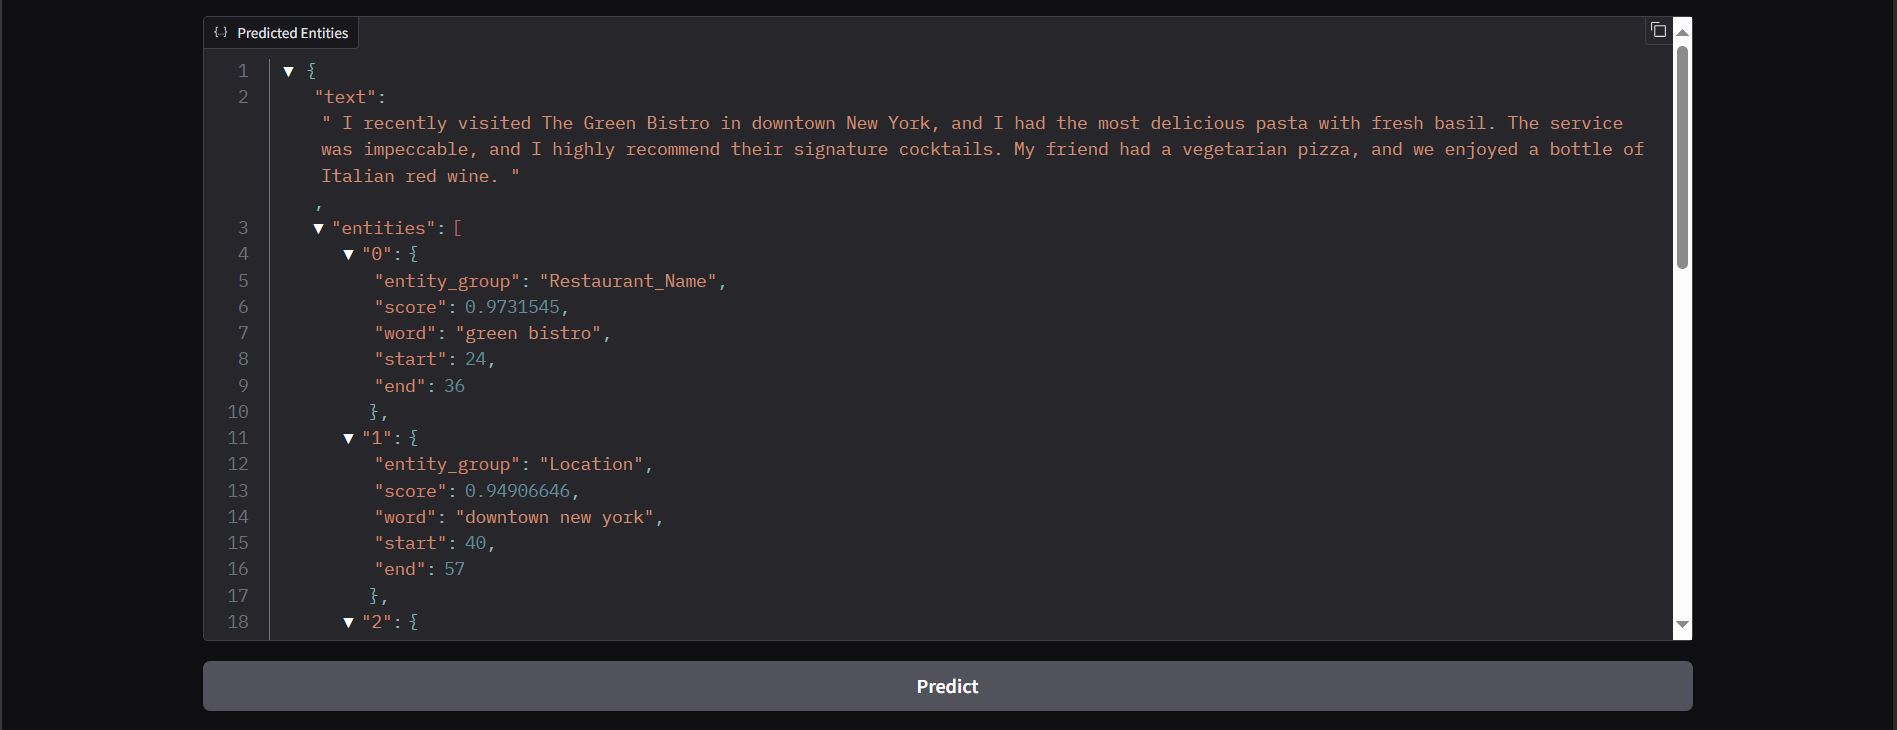 {..} Predicted Entities
1 ▼ {
2 "text":
" I recently visited The Green Bistro in downtown New York, and I had the most delicious pasta with fresh basil. The service
was impeccable, and I highly recommend their signature cocktails. My friend had a vegetarian pizza, and we enjoyed a bottle of
Italian red wine. "
,
3 ▼ "entities": [
4 ▼ "0": {
5 "entity_group": "Restaurant_Name",
6 "score": 0.9731545,
7 "word": "green bistro",
8 "start": 24,
9 "end": 36
10 },
11 ▼ "1": {
12 "entity_group": "Location",
13 "score": 0.94906646,
14 "word": "downtown new york",
15 "start": 40,
16 "end": 57
17 },
18 ▼ "2": {
Predict